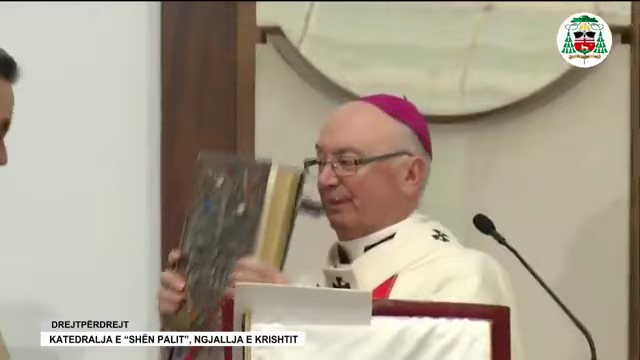 DREJTPËRDREJT
KATEDRALJA E “SHËN PALIT”, NGJALLJA E KRISHTIT